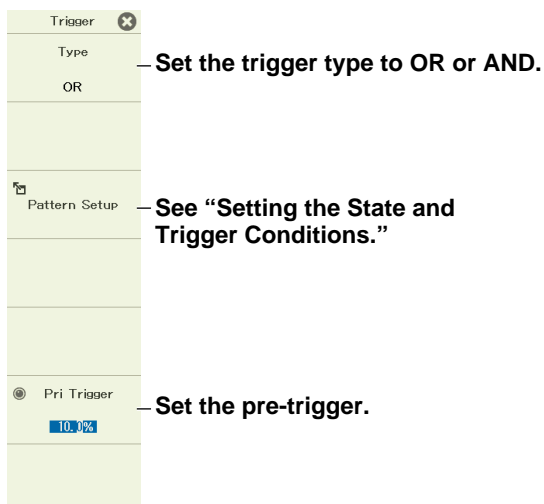 Trigger
Type
Set the trigger type to OR or AND.
OR
Pattern Setup
See “Setting the State and
Trigger Conditions.”
Pri Trigger
Set the pre-trigger.
10.0%